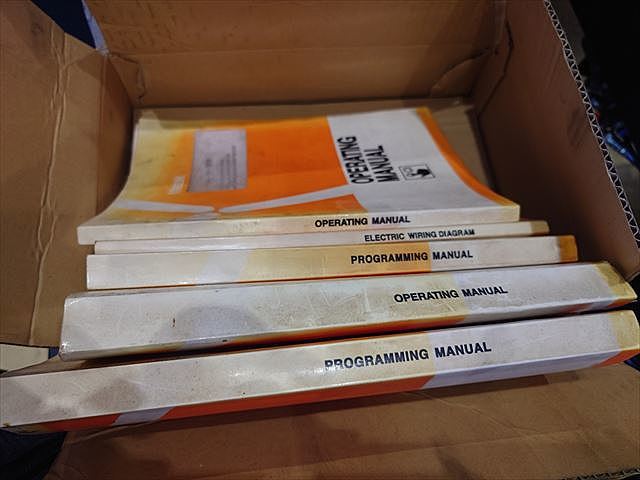 OPERATING
MANUAL
OPERATING MANUAL
ELECTRIC WIRING DIAGRAM
PROGRAMMING MANUAL
OPERATING MANUAL
PROGRAMMING MANUAL